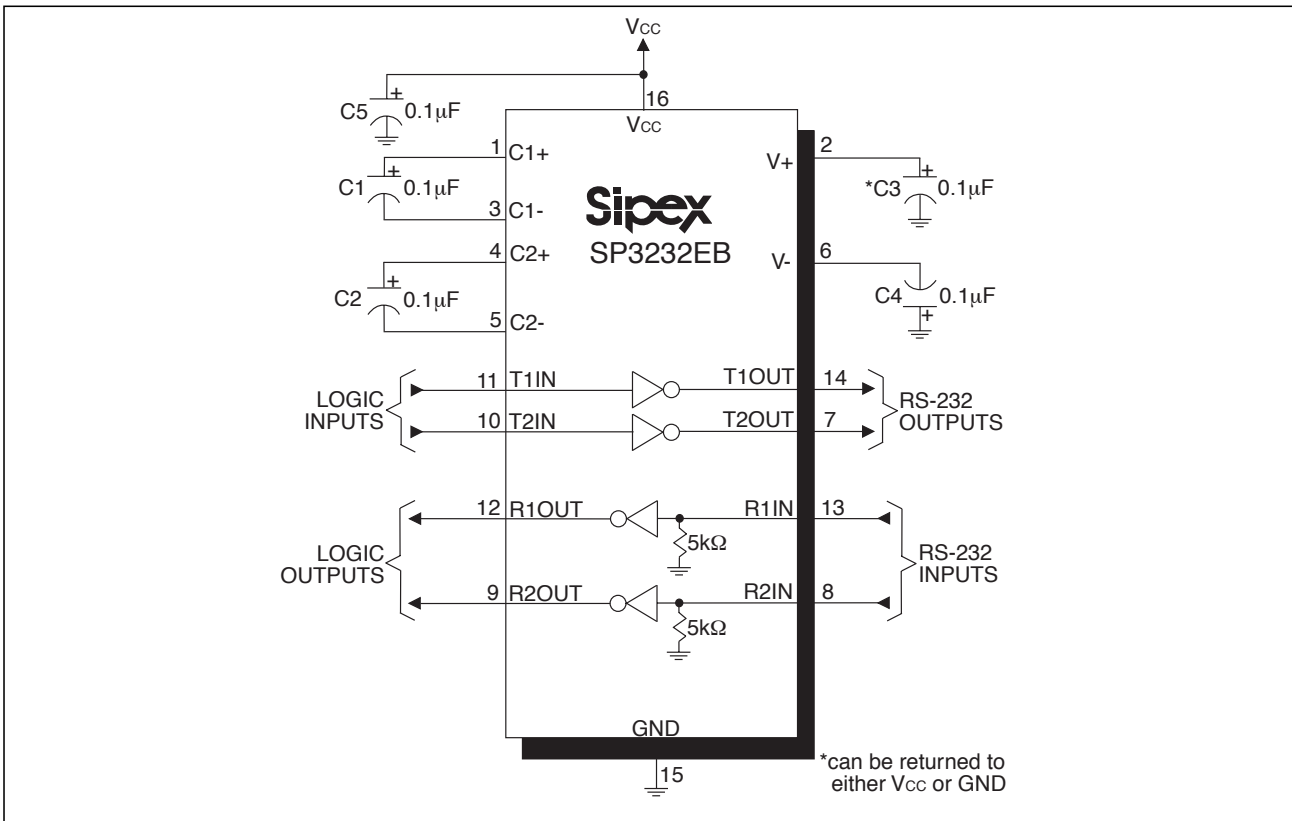 VCC
C5
+
0.1µF
16
VCC
1
C1+
C1
+
0.1µF
3
C1-
4
C2+
C2
+
0.1µF
5
C2-
Sipex
SP3232EB
2
V+
*C3
+
0.1µF
6
V-
C4
0.1µF
+
LOGIC
INPUTS
11
T1IN
T1OUT
14
10
T2IN
T2OUT
7
RS-232
OUTPUTS
LOGIC
OUTPUTS
12
R1OUT
R1IN
13
5kΩ
9
R2OUT
R2IN
8
5kΩ
RS-232
INPUTS
GND
15
*can be returned to
either VCC or GND